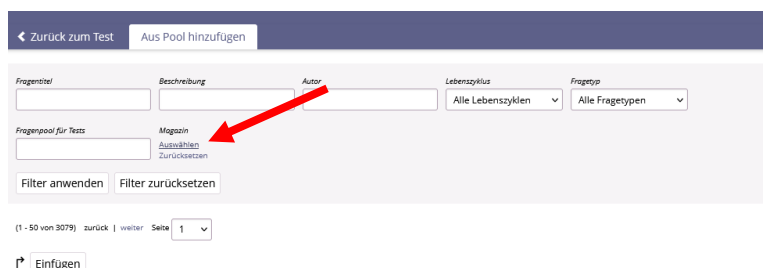 Zurück zum Test Aus Pool hinzufügen
Fragentitel Beschreibung Autor Lebenszyklus Fragetyp
Alle Lebenszyklen Alle Fragetypen
Fragenpool für Tests Magazin
Auswählen
Zurücksetzen
Filter anwenden Filter zurücksetzen
(1 - 50 von 3079) zurück | weiter Seite 1
Einfügen